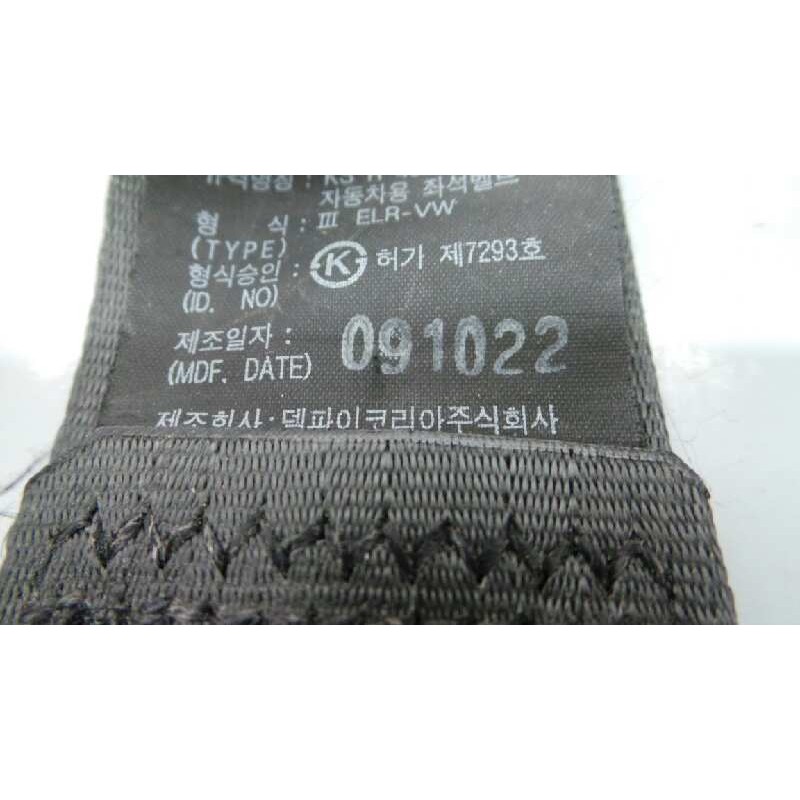 자동차용 좌석벨트
형 식 : III ELR-VW
(TYPE)
형식승인 : K 허가 제7293호
(ID. NO)
제조일자 : 091022
(MDF. DATE)
제조회사 : 델파이코리아주식회사